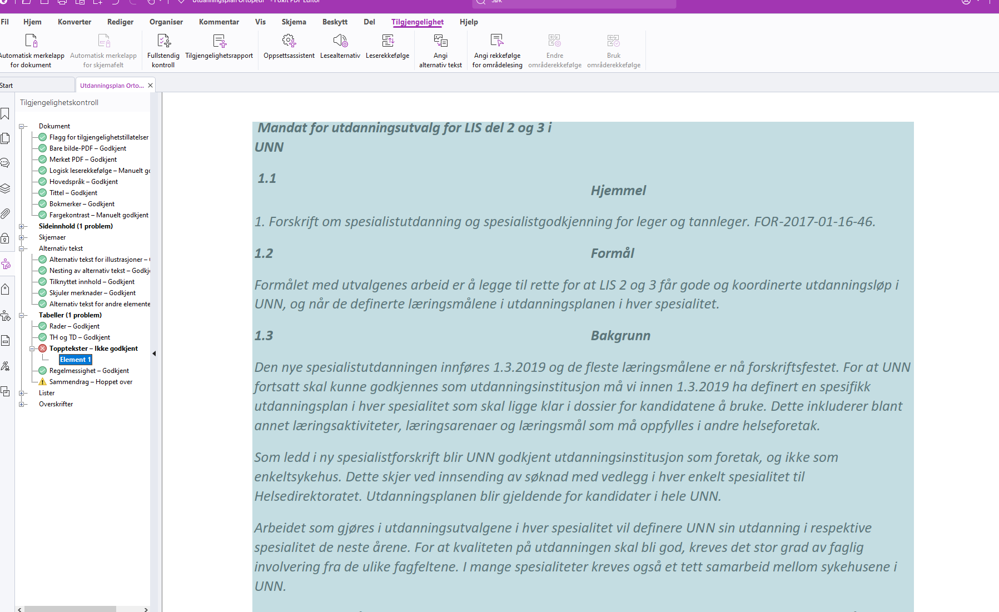 Utdanningsplan Ortopedi - Foxit PDF Editor
Søk
Fil Hjem Konverter Rediger Organiser Kommentar Vis Skjema Beskytt Del Tilgjengelighet Hjelp
Automatisk merkelapp for dokument
Automatisk merkelapp for skjemafelt
Fullstendig kontroll
Tilgjengelighetsrapport
Oppsettsassistent
Lesealternativ
Leserekkefølge
Angi alternativ tekst
Angi rekkefølge for områdelesing
Endre områderekkefølge
Bruk områderekkefølge
Start
Utdanningsplan Orto...
Tilgjengelighetskontroll
Dokument
Flagg for tilgjengelighetstillatelser
Bare bilde-PDF – Godkjent
Merket PDF – Godkjent
Logisk leserekkefølge – Manuelt
Hovedspråk – Godkjent
Tittel – Godkjent
Bokmerker – Godkjent
Fargekontrast – Manuelt godkjent
Sideinnhold (1 problem)
Skjemaer
Alternativ tekst
Alternativ tekst for illustrasjoner –
Nesting av alternativ tekst – Godkj
Tilknyttet innhold – Godkjent
Skjuler merknader – Godkjent
Alternativ tekst for andre elemente
Tabeller (1 problem)
Rader – Godkjent
TH og TD – Godkjent
Topptekster – Ikke godkjent
Element 1
Regelmessighet – Godkjent
Sammendrag – Hoppet over
Lister
Overskrifter
Mandat for utdanningsutvalg for LIS del 2 og 3 i
UNN
1.1
Hjemmel
1. Forskrift om spesialistutdanning og spesialistgodkjenning for leger og tannleger. FOR-2017-01-16-46.
1.2 Formål
Formålet med utvalgenes arbeid er å legge til rette for at LIS 2 og 3 får gode og koordinerte utdanningsløp i
UNN, og når de definerte læringsmålene i utdanningsplanen i hver spesialitet.
1.3 Bakgrunn
Den nye spesialistutdanningen innføres 1.3.2019 og de fleste læringsmålene er nå forskriftsfestet. For at UNN
fortsatt skal kunne godkjennes som utdanningsinstitusjon må vi innen 1.3.2019 ha definert en spesifikk
utdanningsplan i hver spesialitet som skal ligge klar i dossier for kandidatene å bruke. Dette inkluderer blant
annet læringsaktiviteter, læringsarenaer og læringsmål som må oppfylles i andre helseforetak.
Som ledd i ny spesialistforskrift blir UNN godkjent utdanningsinstitusjon som foretak, og ikke som
enkeltsykehus. Dette skjer ved innsending av søknad med vedlegg i hver enkelt spesialitet til
Helsedirektoratet. Utdanningsplanen blir gjeldende for kandidater i hele UNN.
Arbeidet som gjøres i utdanningsutvalgene i hver spesialitet vil definere UNN sin utdanning i respektive
spesialitet de neste årene. For at kvaliteten på utdanningen skal bli god, kreves det stor grad av faglig
involvering fra de ulike fagfeltene. I mange spesialiteter kreves også et tett samarbeid mellom sykehusene i
UNN.